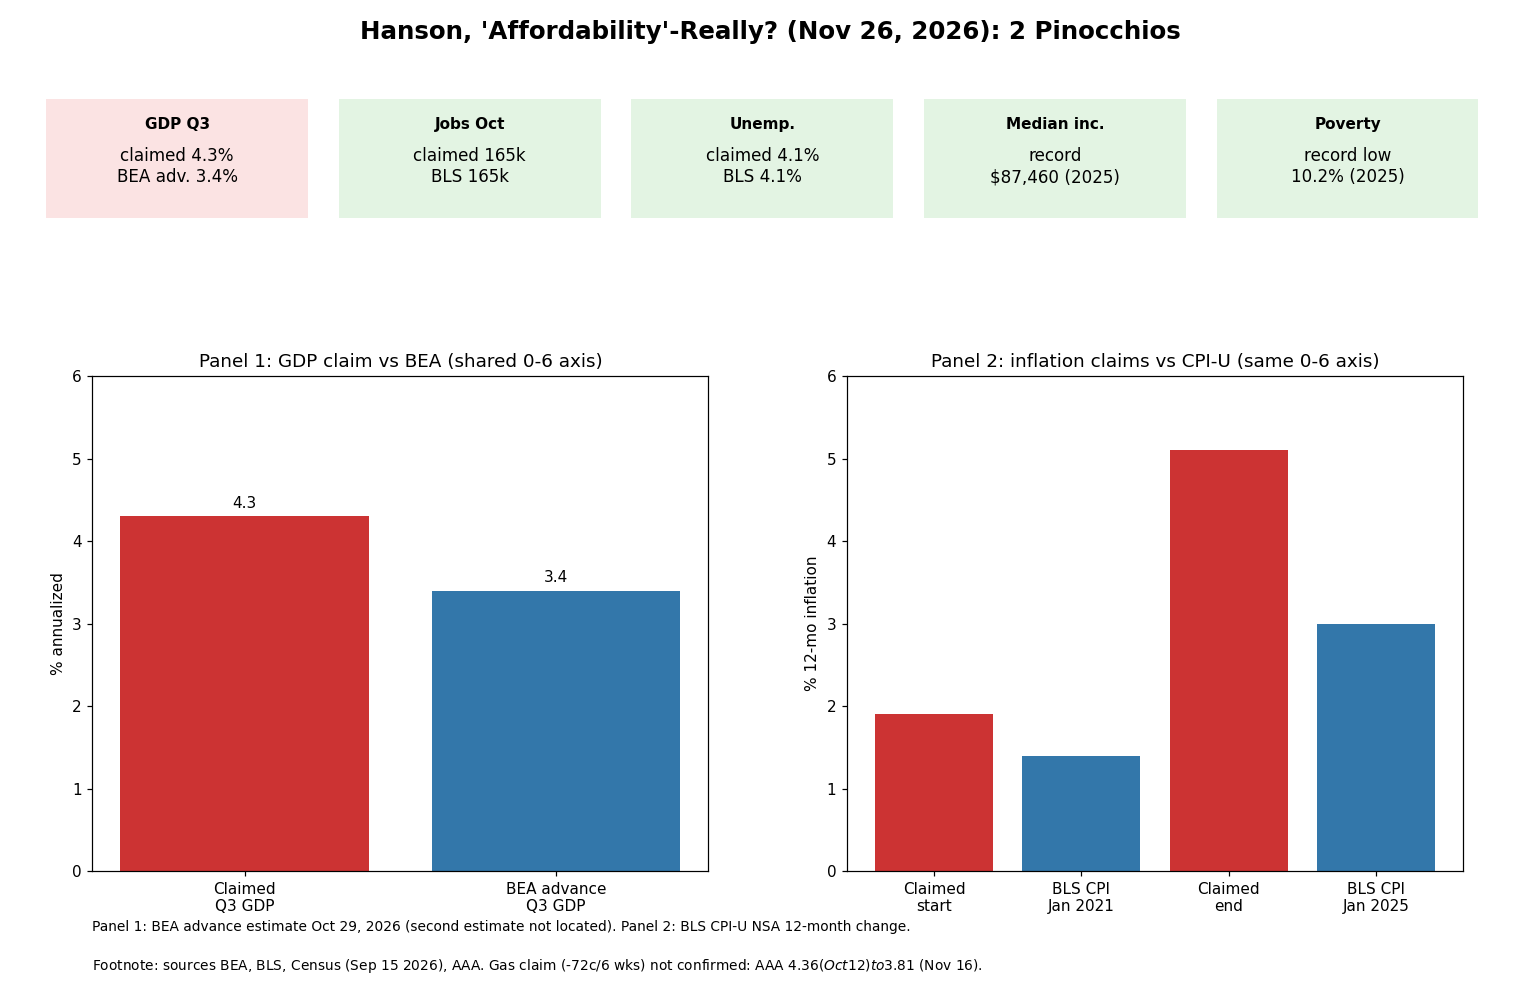 Hanson, 'Affordability'-Really? (Nov 26, 2026): 2 Pinocchios
GDP Q3
claimed 4.3%
BEA adv. 3.4%
Jobs Oct
claimed 165k
BLS 165k
Unemp.
claimed 4.1%
BLS 4.1%
Median inc.
record
$87,460 (2025)
Poverty
record low
10.2% (2025)
Panel 1: GDP claim vs BEA (shared 0-6 axis)
% annualized
6
5
4
3
2
1
0
4.3
3.4
Claimed
Q3 GDP
BEA advance
Q3 GDP
Panel 2: inflation claims vs CPI-U (same 0-6 axis)
% 12-mo inflation
6
5
4
3
2
1
0
Claimed
start
BLS CPI
Jan 2021
Claimed
end
BLS CPI
Jan 2025
Panel 1: BEA advance estimate Oct 29, 2026 (second estimate not located). Panel 2: BLS CPI-U NSA 12-month change.
Footnote: sources BEA, BLS, Census (Sep 15 2026), AAA. Gas claim (-72c/6 wks) not confirmed: AAA 4.36(Oct12)to3.81 (Nov 16).